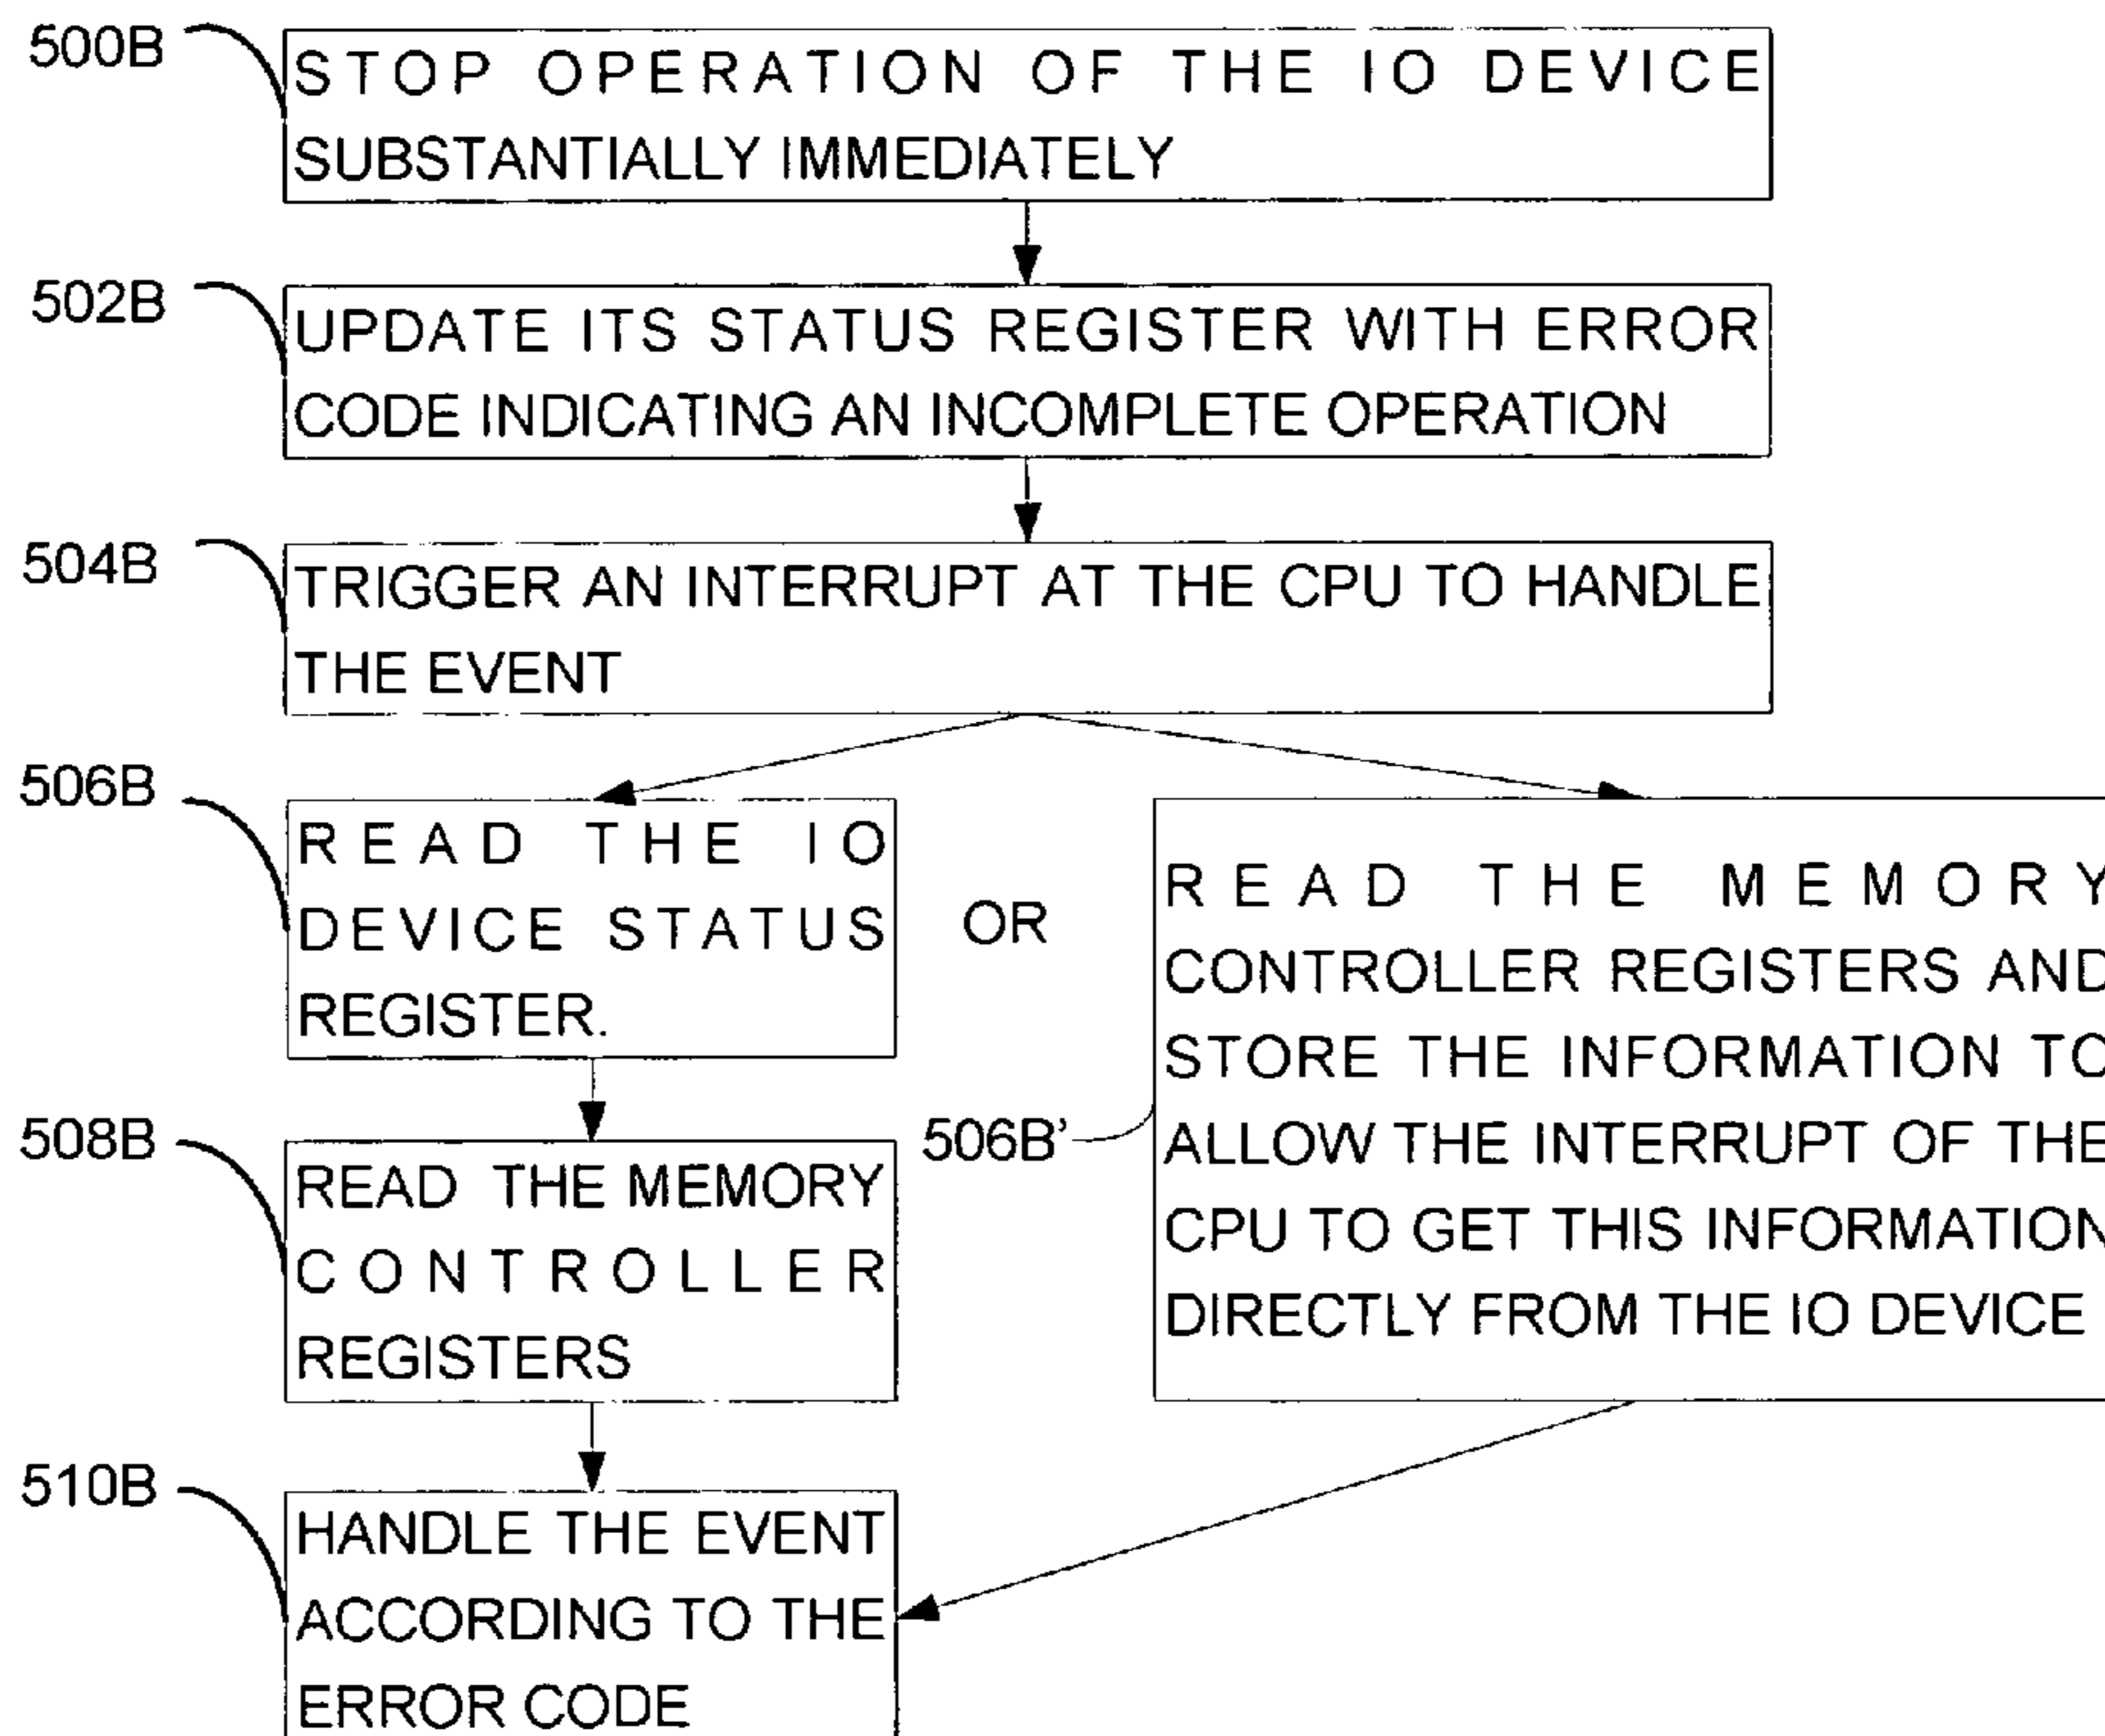 500B
STOP OPERATION OF THE IO DEVICE
SUBSTANTIALLY IMMEDIATELY
502B
UPDATE ITS STATUS REGISTER WITH ERROR
CODE INDICATING AN INCOMPLETE OPERATION
504B
TRIGGER AN INTERRUPT AT THE CPU TO HANDLE
THE EVENT
506B
READ THE IO
DEVICE STATUS
REGISTER.
OR
506B'
READ THE MEMORY
CONTROLLER REGISTERS AND
STORE THE INFORMATION TO
ALLOW THE INTERRUPT OF THE
CPU TO GET THIS INFORMATION
DIRECTLY FROM THE IO DEVICE
508B
READ THE MEMORY
CONTROLLER
REGISTERS
510B
HANDLE THE EVENT
ACCORDING TO THE
ERROR CODE